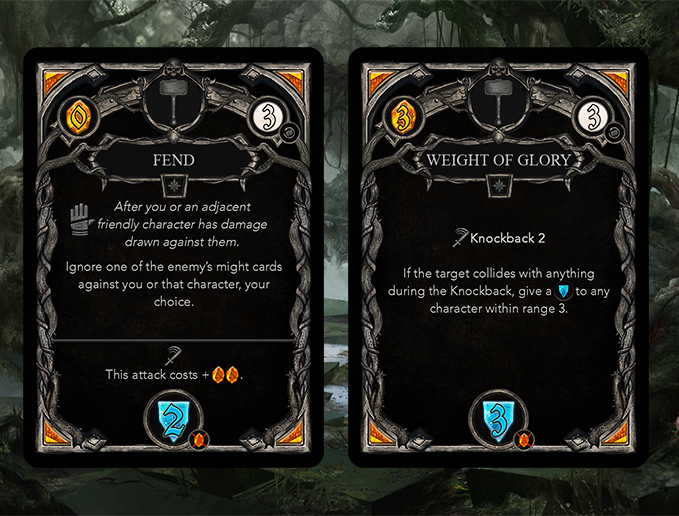 0
3
FEND
After you or an adjacent
friendly character has damage
drawn against them.
Ignore one of the enemy's might cards
against you or that character, your
choice.
This attack costs + .
2
3
3
WEIGHT OF GLORY
Knockback 2
If the target collides with anything
during the Knockback, give a to any
character within range 3.
3